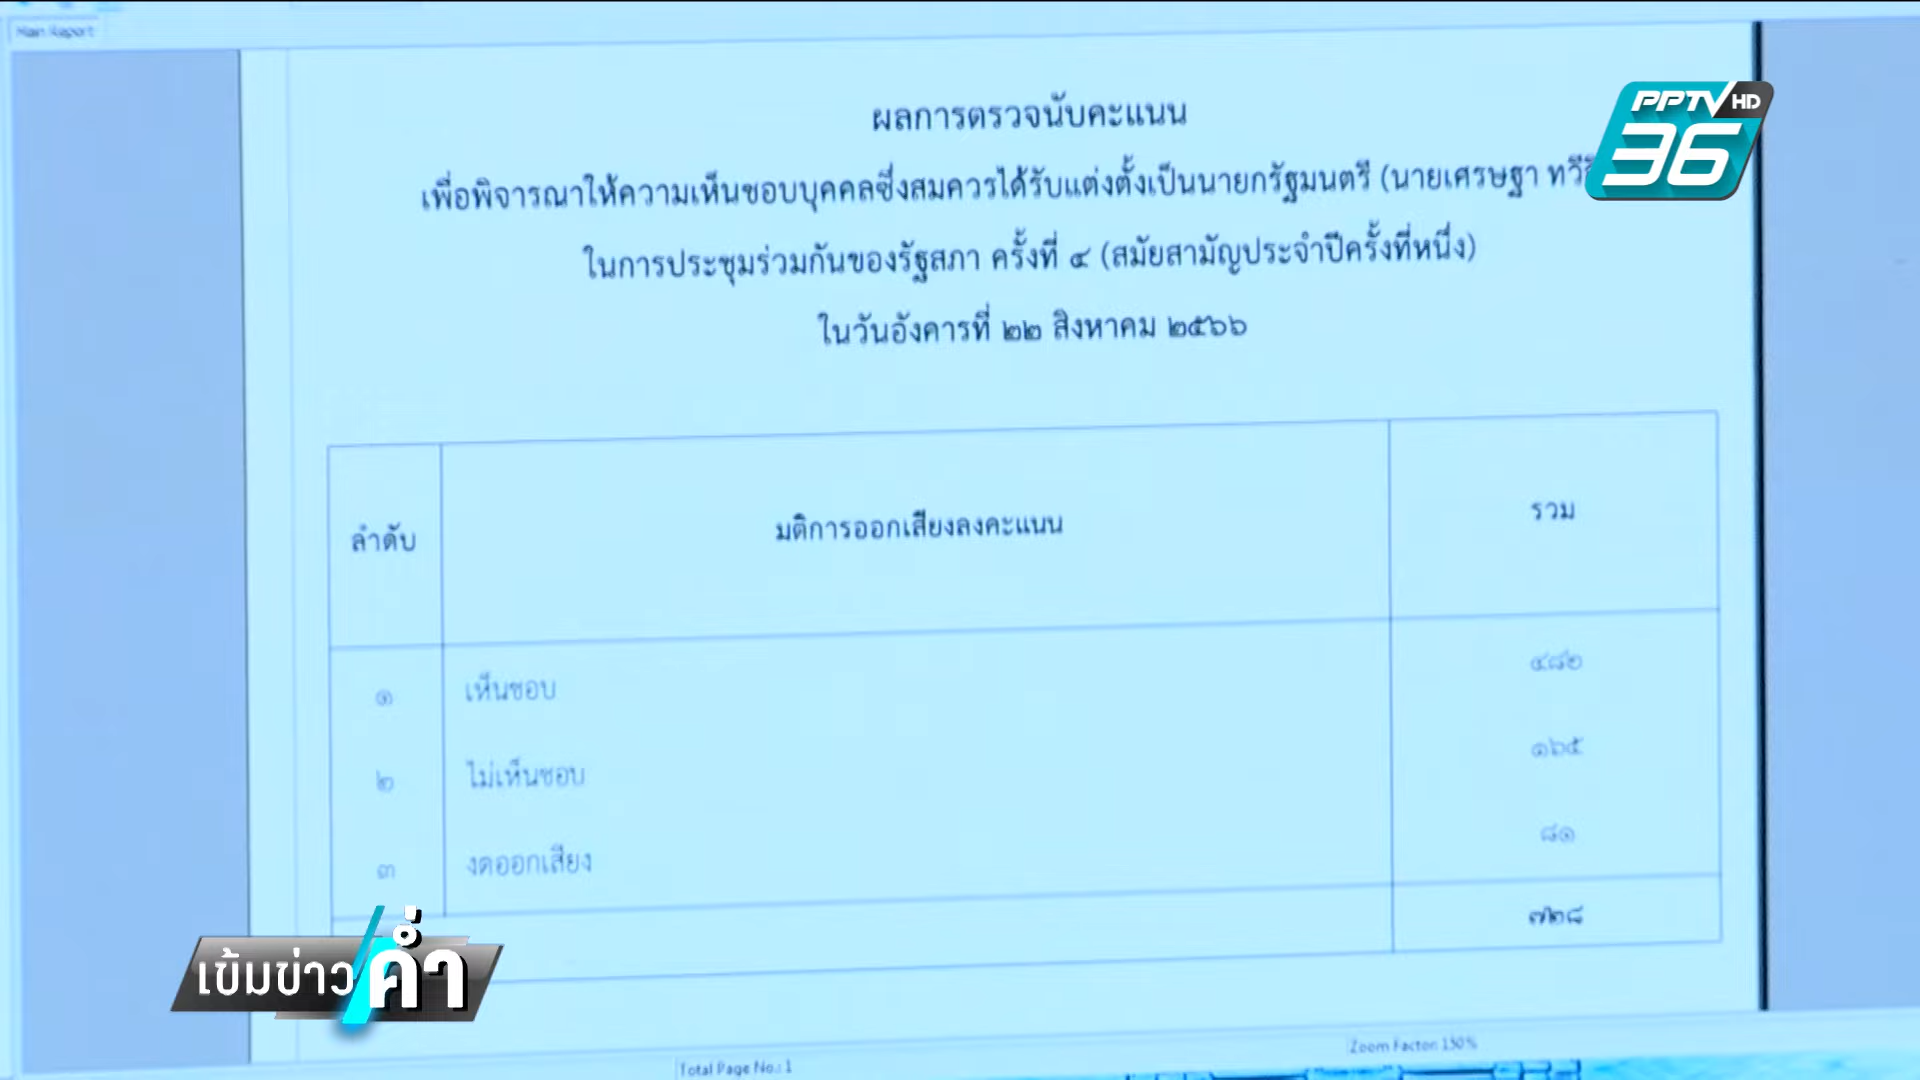 Main Report
ผลการตรวจนับคะแนน
เพื่อพิจารณาให้ความเห็นชอบบุคคลซึ่งสมควรได้รับแต่งตั้งเป็นนายกรัฐมนตรี (นายเศรษฐา
ในการประชุมร่วมกันของรัฐสภา ครั้งที่ ๔ (สมัยสามัญประจำปีครั้งที่หนึ่ง)
ในวันอังคารที่ ๒๒ สิงหาคม ๒๕๖๖
PPTV HD
36
ลำดับ มติการออกเสียงลงคะแนน รวม
๑ เห็นชอบ ๔๘๒
๒ ไม่เห็นชอบ ๑๖๕
๓ งดออกเสียง ๘๑
๗๒๘
เข้มข่าวค่ำ
Total Page No.: 1
Zoom Factor: 150%